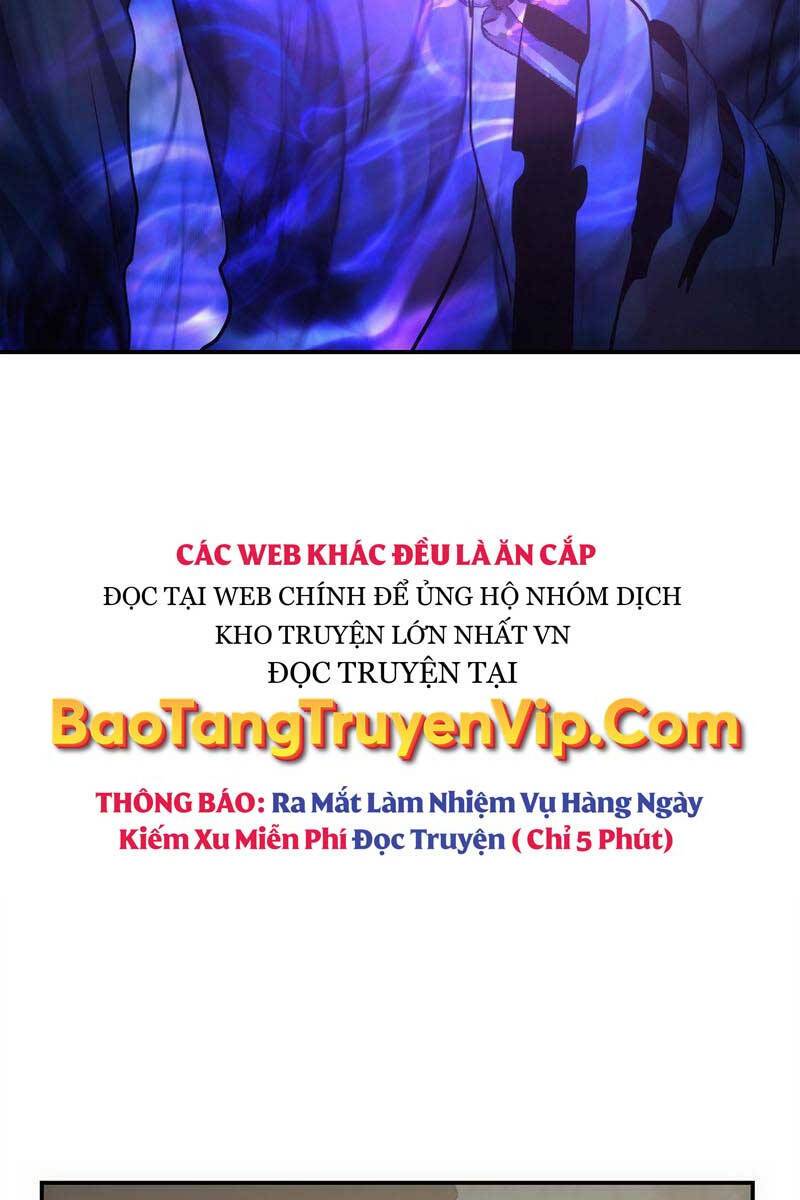 CÁC WEB KHÁC ĐỀU LÀ ĂN CẮP
ĐỌC TẠI WEB CHÍNH ĐỂ ỦNG HỘ NHÓM DỊCH
KHO TRUYỆN LỚN NHẤT VN
ĐỌC TRUYỆN TẠI
BaoTangTruyenVip.Com
THÔNG BÁO: Ra Mắt Làm Nhiệm Vụ Hàng Ngày
Kiếm Xu Miễn Phí Đọc Truyện ( Chỉ 5 Phút)